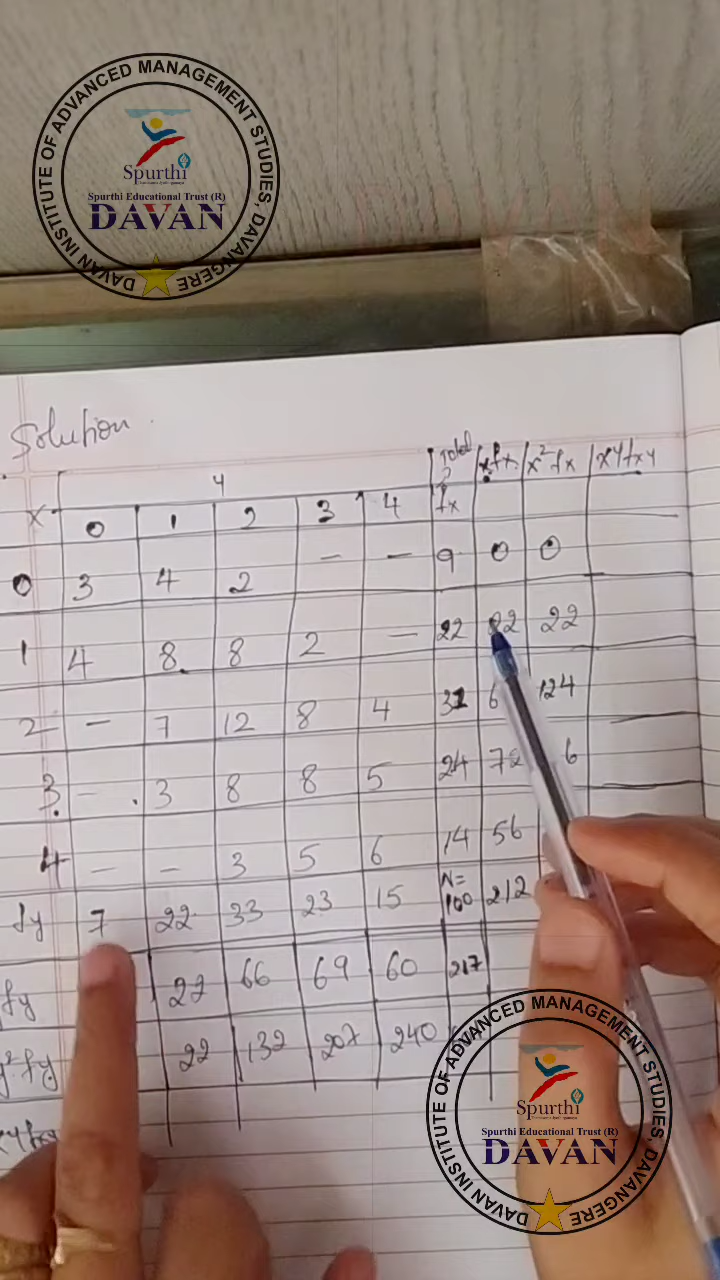 DAVAN INSTITUTE OF ADVANCED MANAGEMENT STUDIES, DAVANGERE
Spurthi
Spurthi Educational Trust (R)
DAVAN
Solution
y Total
x 0 1 2 3 4 fx xfx x²fx xyfxy
0 3 4 2 — — 9 0 0
1 4 8 8 2 — 22 22 22
2 — 7 12 8 4 31 6 124
3 — 3 8 8 5 24 72 6
4 — — 3 5 6 14 56
fy 7 22 33 23 15 N=100 212
fy 22 66 69 60 217
y²fy 22 132 207 240
DAVAN INSTITUTE OF ADVANCED MANAGEMENT STUDIES, DAVANGERE
Spurthi
Spurthi Educational Trust (R)
DAVAN